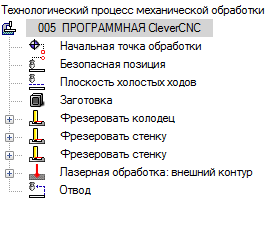 Технологический процесс механической обработки
005 ПРОГРАММНАЯ CleverCNC
Начальная точка обработки
Безопасная позиция
Плоскость холостых ходов
Заготовка
Фрезеровать колодец
Фрезеровать стенку
Фрезеровать стенку
Лазерная обработка: внешний контур
Отвод